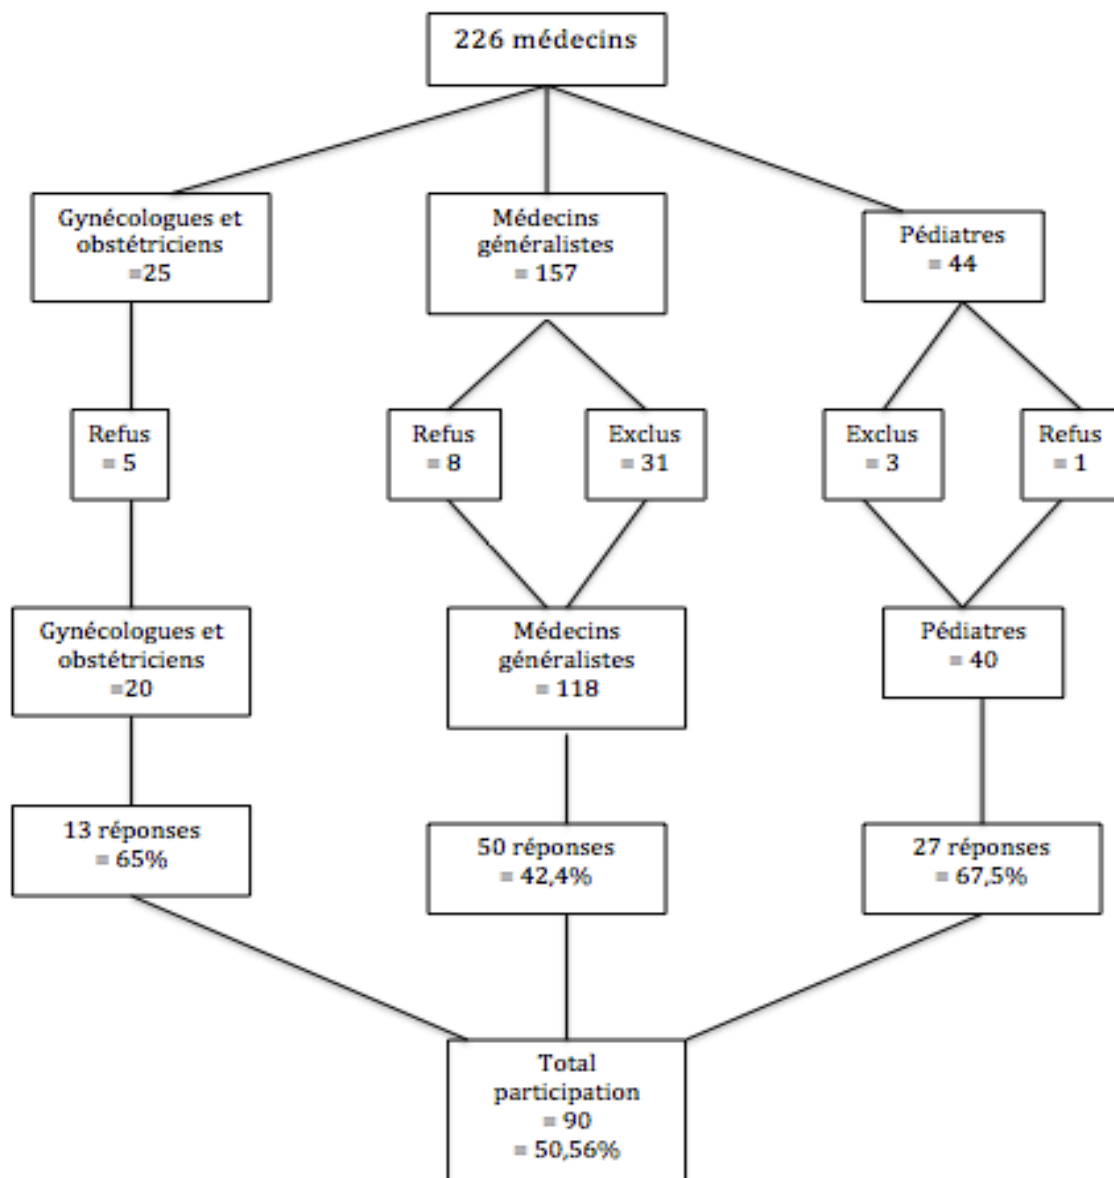 226 médecins
Gynécologues et
obstétriciens
=25
Médecins
généralistes
= 157
Pédiatres
= 44
Refus
= 5
Refus
= 8
Exclus
= 31
Exclus
= 3
Refus
= 1
Gynécologues et
obstétriciens
=20
Médecins
généralistes
= 118
Pédiatres
= 40
13 réponses
= 65%
50 réponses
= 42,4%
27 réponses
= 67,5%
Total
participation
= 90
= 50,56%